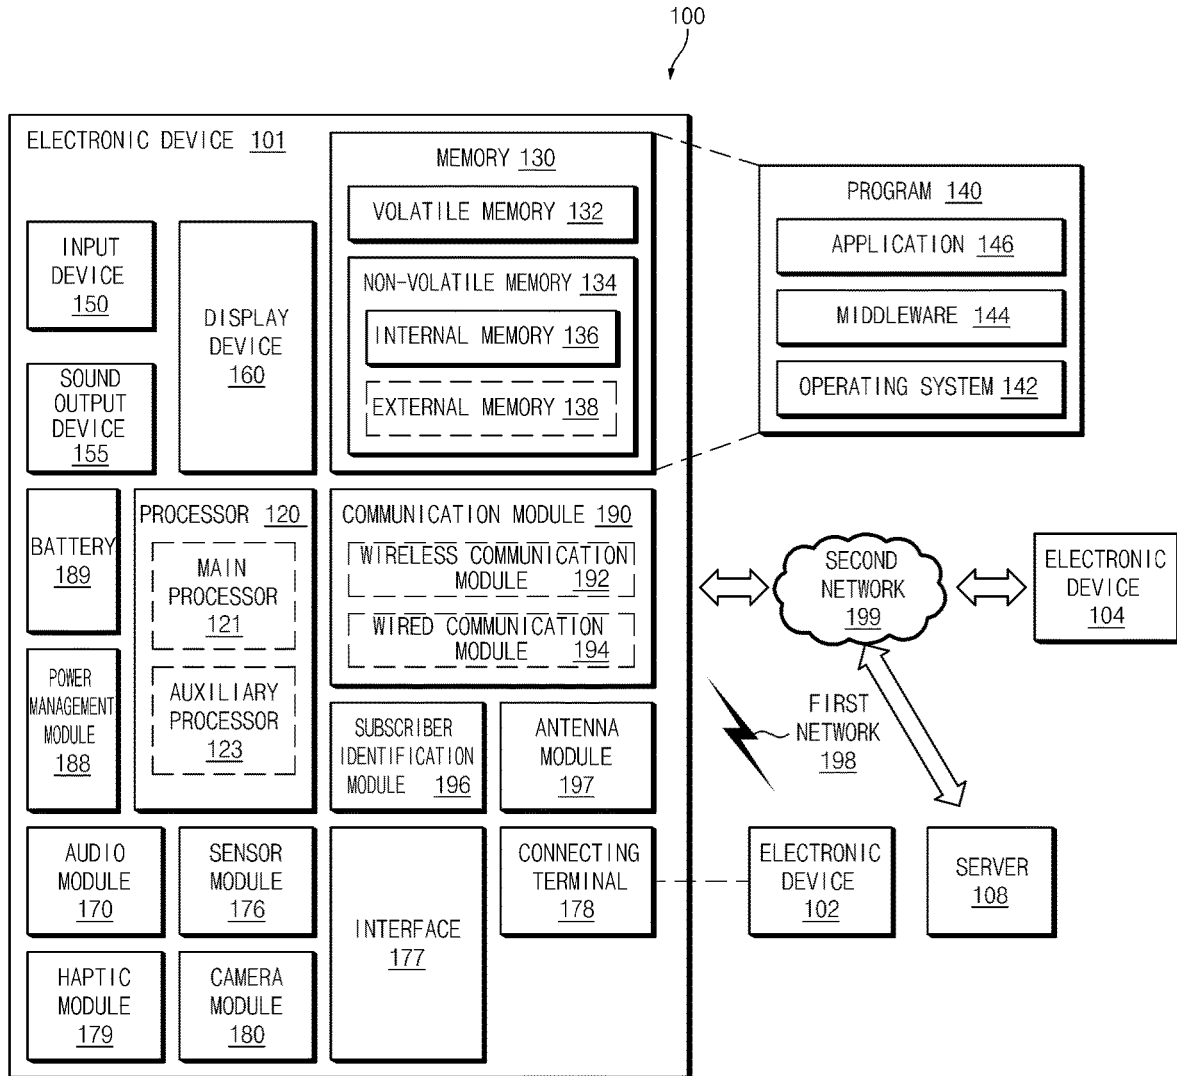 100
ELECTRONIC DEVICE 101
MEMORY 130
VOLATILE MEMORY 132
NON-VOLATILE MEMORY 134
INTERNAL MEMORY 136
EXTERNAL MEMORY 138
PROGRAM 140
APPLICATION 146
MIDDLEWARE 144
OPERATING SYSTEM 142
INPUT
DEVICE
150
DISPLAY
DEVICE
160
SOUND
OUTPUT
DEVICE
155
BATTERY
189
PROCESSOR 120
MAIN
PROCESSOR
121
AUXILIARY
PROCESSOR
123
COMMUNICATION MODULE 190
WIRELESS COMMUNICATION
MODULE 192
WIRED COMMUNICATION
MODULE 194
SECOND
NETWORK
199
ELECTRONIC
DEVICE
104
POWER
MANAGEMENT
MODULE
188
SUBSCRIBER
IDENTIFICATION
MODULE 196
ANTENNA
MODULE
197
FIRST
NETWORK
198
AUDIO
MODULE
170
SENSOR
MODULE
176
INTERFACE
177
CONNECTING
TERMINAL
178
ELECTRONIC
DEVICE
102
SERVER
108
HAPTIC
MODULE
179
CAMERA
MODULE
180